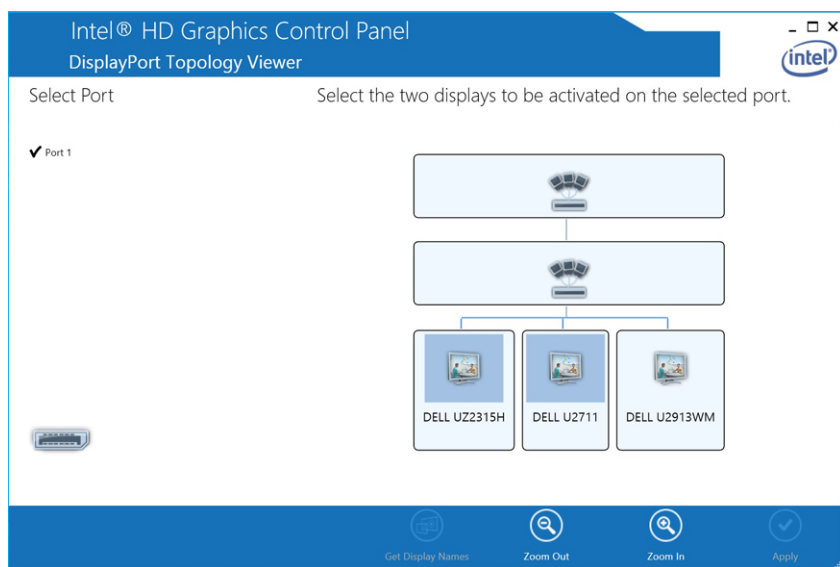 Intel® HD Graphics Control Panel
DisplayPort Topology Viewer
intel®
Select Port
Select the two displays to be activated on the selected port.
Port 1
DELL UZ2315H
DELL U2711
DELL U2913WM
Get Display Names
Zoom Out
Zoom In
Apply